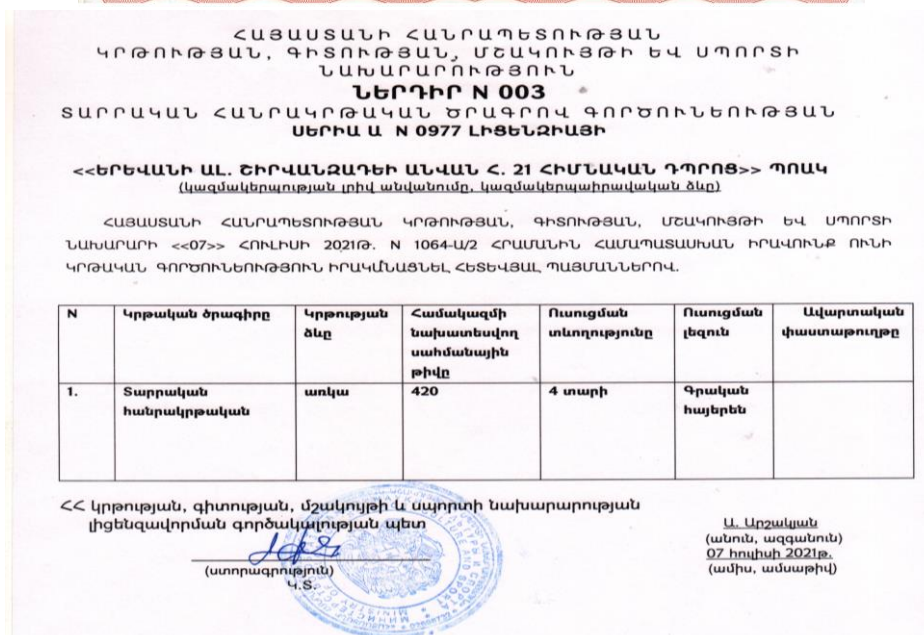 ՀԱՅԱՍՏԱՆԻ ՀԱՆՐԱՊԵՏՈՒԹՅԱՆ
ԿՐԹՈՒԹՅԱՆ, ԳԻՏՈՒԹՅԱՆ, ՄՇԱԿՈՒՅԹԻ ԵՎ ՍՊՈՐՏԻ
ՆԱԽԱՐԱՐՈՒԹՅՈՒՆ
ՆԵՐԴԻՐ N 003
ՏԱՐՐԱԿԱՆ ՀԱՆՐԱԿՐԹԱԿԱՆ ԾՐԱԳՐՈՎ ԳՈՐԾՈՒՆԵՈՒԹՅԱՆ
ՍԵՐԻԱ Ա N 0977 ԼԻՑԵՆԶԻԱՅԻ
<<ԵՐԵՎԱՆԻ ԱԼ. ՇԻՐՎԱՆԶԱԴԵԻ ԱՆՎԱՆ Հ. 21 ՀԻՄՆԱԿԱՆ ԴՊՐՈՑ>> ՊՈԱԿ
(կազմակերպության լրիվ անվանումը, կազմակերպաիրավական ձևը)
ՀԱՅԱՍՏԱՆԻ ՀԱՆՐԱՊԵՏՈՒԹՅԱՆ ԿՐԹՈՒԹՅԱՆ, ԳԻՏՈՒԹՅԱՆ, ՄՇԱԿՈՒՅԹԻ ԵՎ ՍՊՈՐՏԻ
ՆԱԽԱՐԱՐԻ <<07>> ՀՈՒԼԻՍԻ 2021Թ. N 1064-Ա/2 ՀՐԱՄԱՆԻՆ ՀԱՄԱՊԱՏԱՍԽԱՆ ԻՐԱՎՈՒՆՔ ՈՒՆԻ
ԿՐԹԱԿԱՆ ԳՈՐԾՈՒՆԵՈՒԹՅՈՒՆ ԻՐԱԿԱՆԱՑՆԵԼ ՀԵՏԵՎՅԱԼ ՊԱՅՄԱՆՆԵՐՈՎ.
N Կրթական ծրագիրը Կրթության ձևը Համակազմի նախատեսվող սահմանային թիվը Ուսուցման տևողությունը Ուսուցման լեզուն Ավարտական փաստաթուղթը
1. Տարրական հանրակրթական առկա 420 4 տարի Գրական հայերեն
ՀՀ կրթության, գիտության, մշակույթի և սպորտի նախարարության
լիցենզավորման գործակալության պետ
Ա. Արշակյան
(անուն, ազգանուն)
07 հուլիսի 2021թ.
(ամիս, ամսաթիվ)
(ստորագրություն)
Կ.Տ.